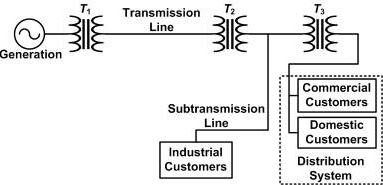 T1
Transmission
Line
T2
T3
Generation
Subtransmission
Line
Industrial
Customers
Commercial
Customers
Domestic
Customers
Distribution
System